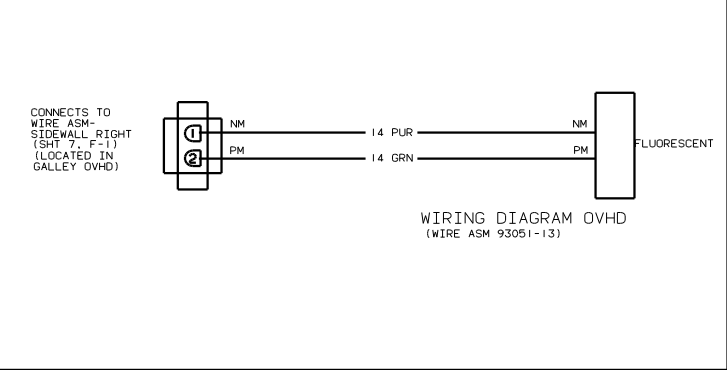 CONNECTS TO
WIRE ASM-
SIDEWALL RIGHT
(SHT 7, F-1)
(LOCATED IN
GALLEY OVHD)
1
NM
14 PUR
NM
2
PM
14 GRN
PM
FLUORESCENT
WIRING DIAGRAM OVHD
(WIRE ASM 93051-13)